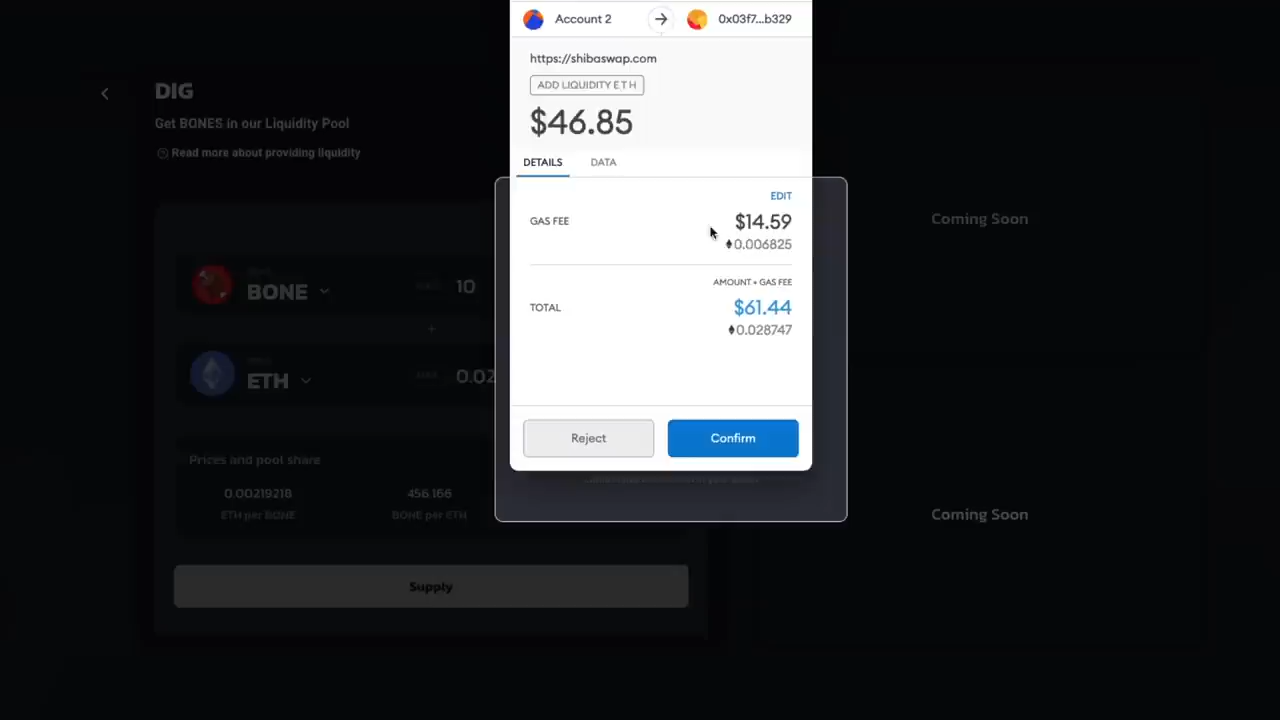 Account 2
0x03f7...b329
https://shibaswap.com
ADD LIQUIDITY E T H
$46.85
DETAILS
DATA
EDIT
GAS FEE
$14.59
0.006825
AMOUNT + GAS FEE
TOTAL
$61.44
0.028747
Reject
Confirm
DIG
Get BONES in our Liquidity Pool
Read more about providing liquidity
BONE
10
+
ETH
0.02
Prices and pool share
0.00219218
456.166
ETH per BONE
BONE per ETH
Supply
Coming Soon
Coming Soon